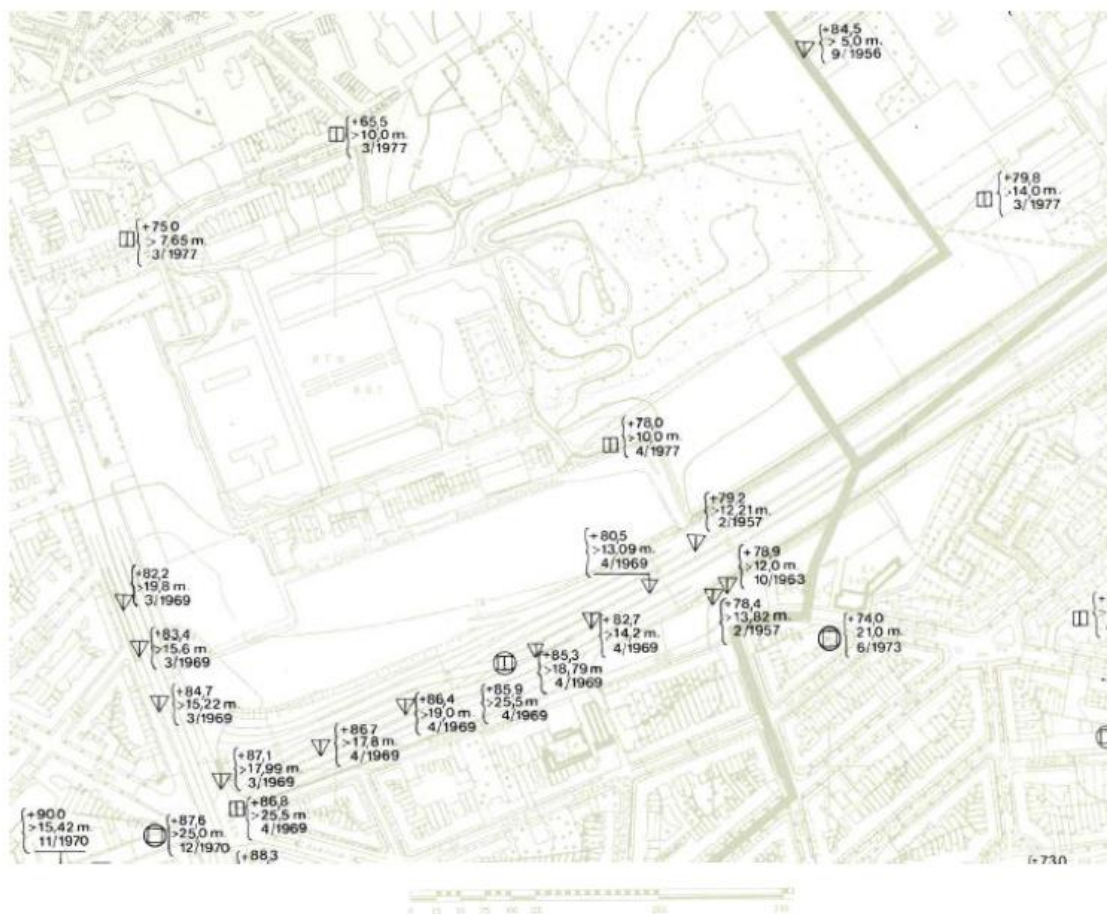 +84,5
> 5,0 m.
9/1956
+65,5
>10,0 m.
3/1977
+79,8
>14,0 m.
3/1977
+75,0
> 7,65 m.
3/1977
+78,0
>10,0 m.
4/1977
+79,2
>12,21 m.
2/1957
+80,5
>13,09 m.
4/1969
+78,9
>12,0 m.
10/1963
+82,2
>19,8 m.
3/1969
+78,4
>13,82 m.
2/1957
+82,7
>14,2 m.
4/1969
+74,0
21,0 m.
6/1973
+83,4
>15,6 m.
3/1969
+85,3
>18,79 m
4/1969
+84,7
>15,22 m.
3/1969
+86,4
>19,0 m.
4/1969
+85,9
>25,5 m.
4/1969
+86,7
>17,8 m.
4/1969
+87,1
>17,99 m.
3/1969
+86,8
>25,5 m.
4/1969
+90,0
>15,42 m.
11/1970
+87,6
>25,0 m.
12/1970
+88,3
+73,0